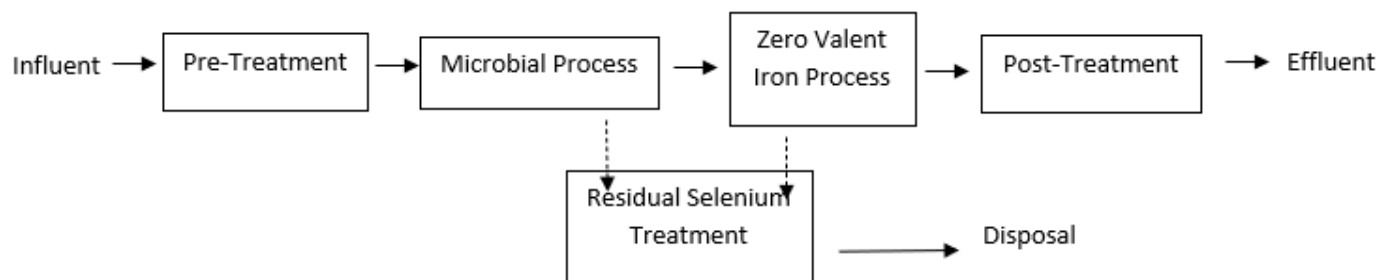 Influent
Pre-Treatment
Microbial Process
Zero Valent
Iron Process
Post-Treatment
Effluent
Residual Selenium
Treatment
Disposal